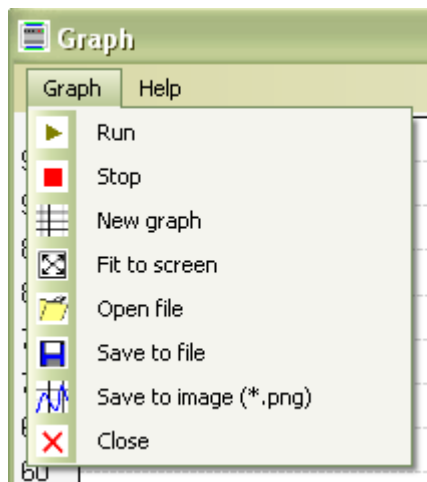 Graph
Graph Help
Run
Stop
New graph
Fit to screen
Open file
Save to file
Save to image (*.png)
Close
60